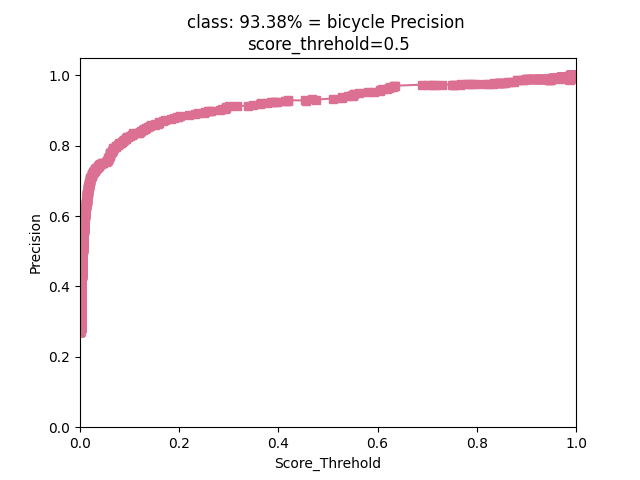 class: 93.38% = bicycle Precision
score_threhold=0.5
1.0
0.8
0.6
0.4
0.2
0.0
Precision
0.0 0.2 0.4 0.6 0.8 1.0
Score_Threhold